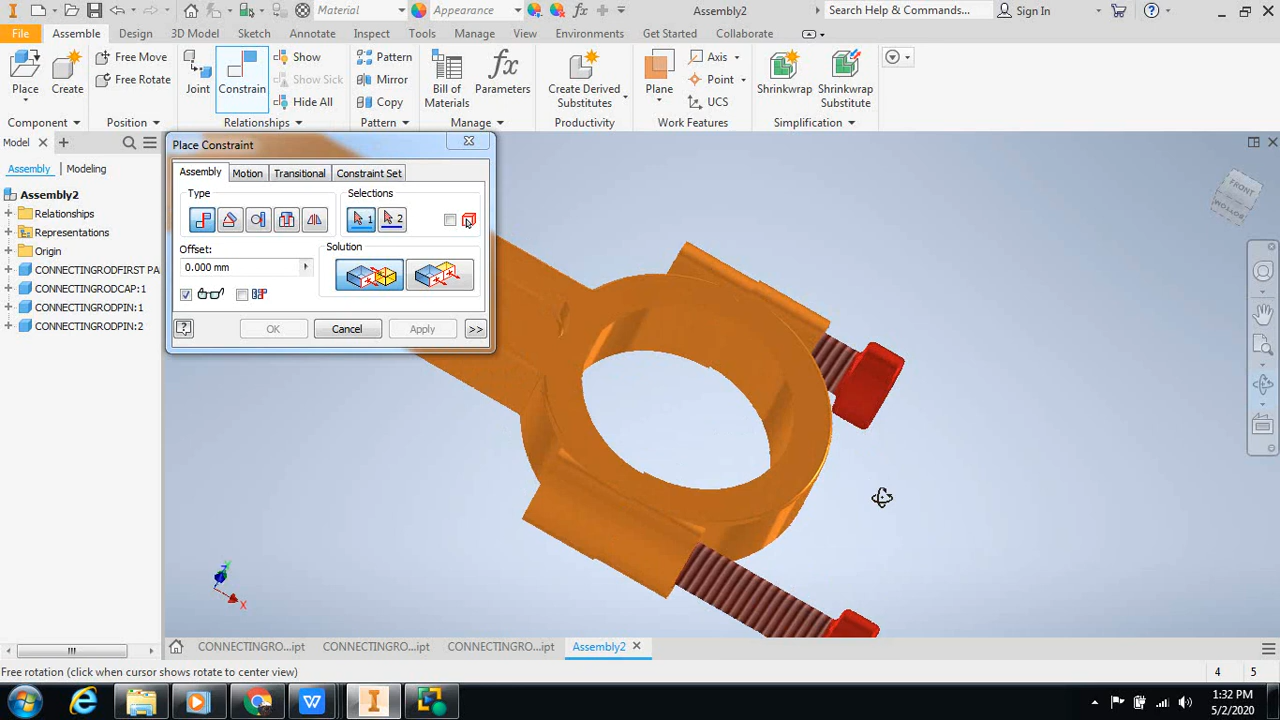 Material Appearance Assembly2 Search Help & Commands... Sign In
File Assemble Design 3D Model Sketch Annotate Inspect Tools Manage View Environments Get Started Collaborate
Place Create Free Move Free Rotate Joint Constrain Show Show Sick Hide All Pattern Mirror Copy Bill of Materials Parameters Create Derived Substitutes Plane Axis Point UCS Shrinkwrap Shrinkwrap Substitute
Component Position Relationships Pattern Manage Productivity Work Features Simplification
Model
Assembly Modeling
Assembly2
Relationships
Representations
Origin
CONNECTINGRODFIRST PA
CONNECTINGRODCAP:1
CONNECTINGRODPIN:1
CONNECTINGRODPIN:2
Place Constraint
Assembly Motion Transitional Constraint Set
Type Selections
1 2
Offset: Solution
0.000 mm
OK Cancel Apply >>
FRONT
BOTTOM
Y
X
CONNECTINGRO...ipt CONNECTINGRO...ipt CONNECTINGRO...ipt Assembly2
Free rotation (click when cursor shows rotate to center view) 4 5
1:32 PM
5/2/2020